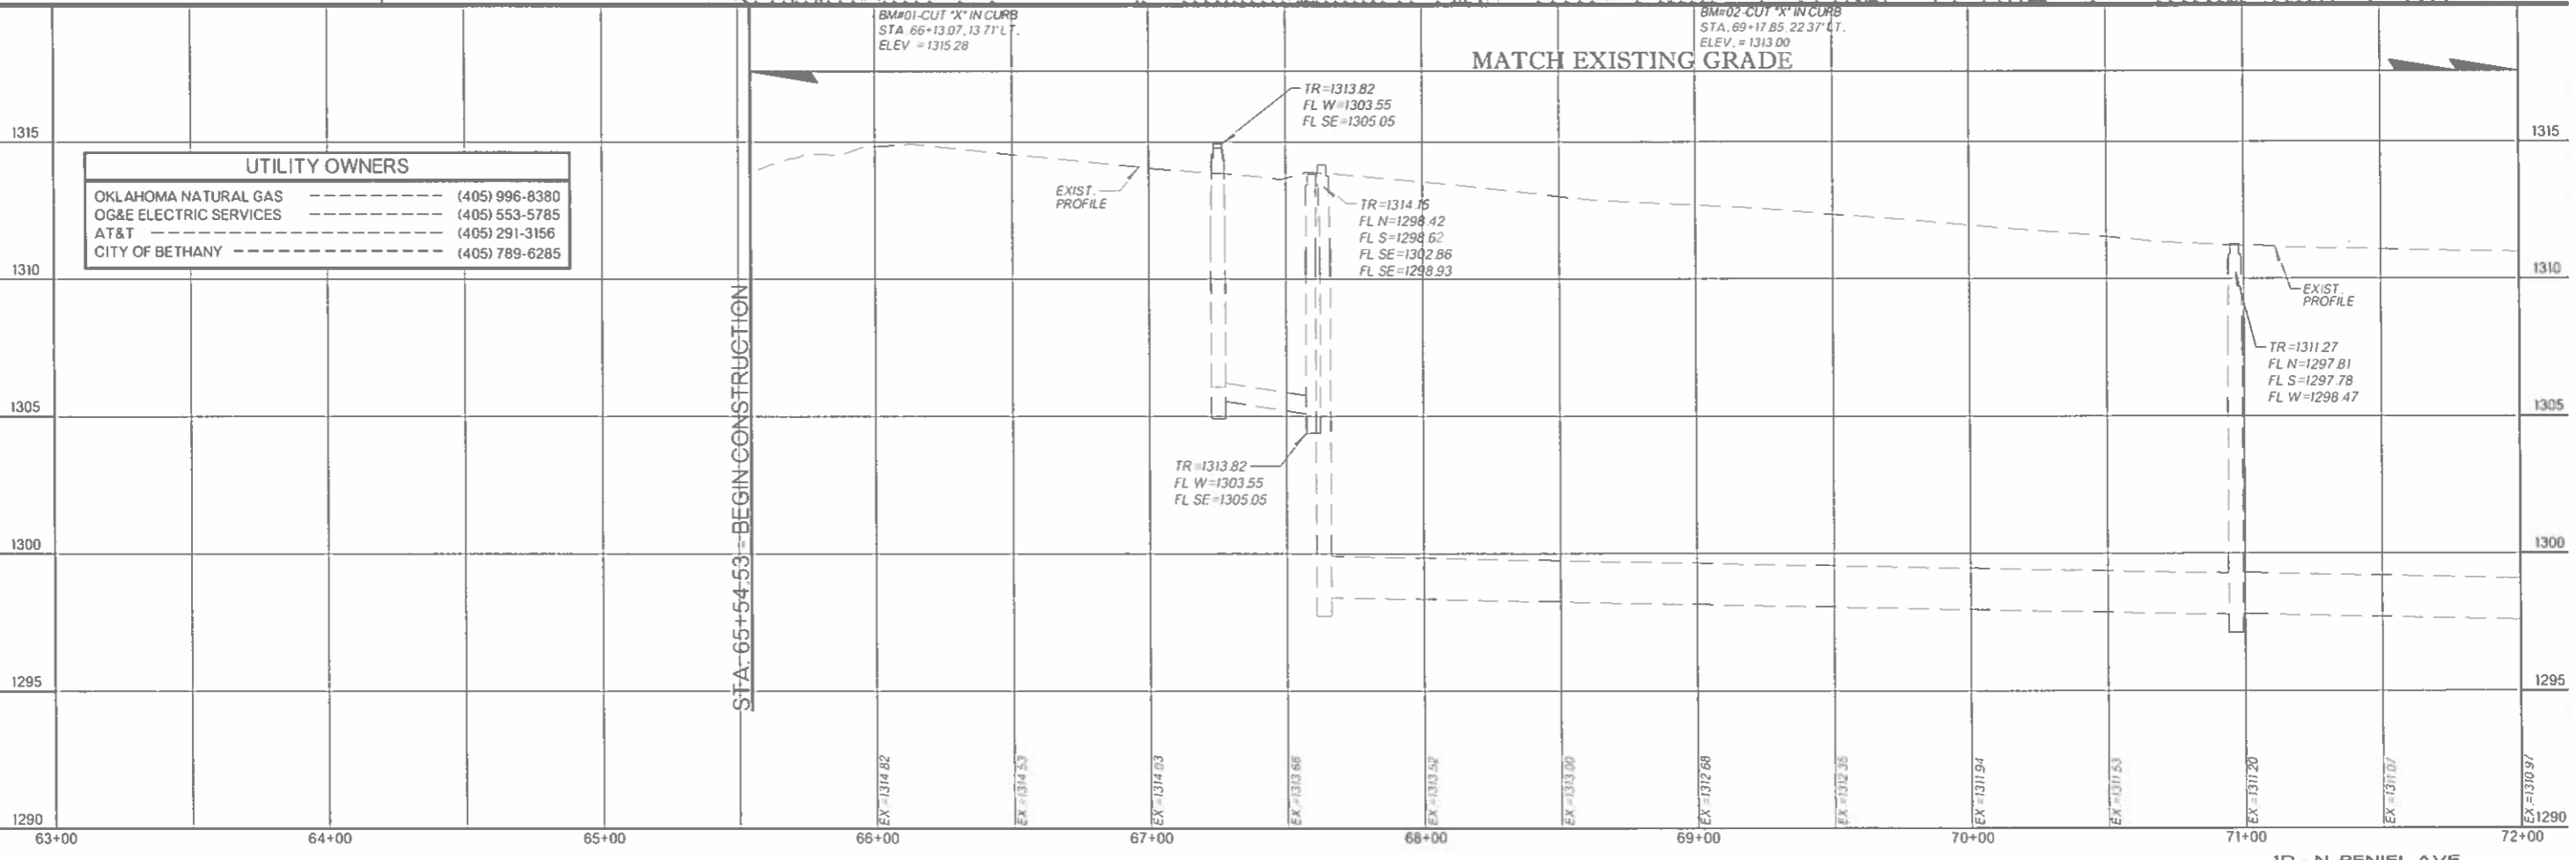 BM#01-CUT "X" IN CURB
STA. 66+13.07, 13.71' LT.
ELEV. = 1315.28
BM#02-CUT "X" IN CURB
STA. 69+17.85, 22.37' LT.
ELEV. = 1313.00
MATCH EXISTING GRADE
TR=1313.82
FL W=1303.55
FL SE=1305.05
1315
1315
UTILITY OWNERS
OKLAHOMA NATURAL GAS (405) 996-8380
OG&E ELECTRIC SERVICES (405) 553-5785
AT&T (405) 291-3156
CITY OF BETHANY (405) 789-6285
EXIST.
PROFILE
TR=1314.15
FL N=1298.42
FL S=1298.62
FL SE=1302.86
FL SE=1298.93
1310
1310
EXIST.
PROFILE
STA. 65+54.53 - BEGIN CONSTRUCTION
TR=1311.27
FL N=1297.81
FL S=1297.78
FL W=1298.47
1305
1305
TR=1313.82
FL W=1303.55
FL SE=1305.05
1300
1300
1295
1295
EX.=1314.82
EX.=1314.53
EX.=1314.03
EX.=1313.68
EX.=1313.52
EX.=1313.00
EX.=1312.68
EX.=1312.35
EX.=1311.94
EX.=1311.53
EX.=1311.20
EX.=1311.07
EX.=1310.97
1290
1290
63+00
64+00
65+00
66+00
67+00
68+00
69+00
70+00
71+00
72+00